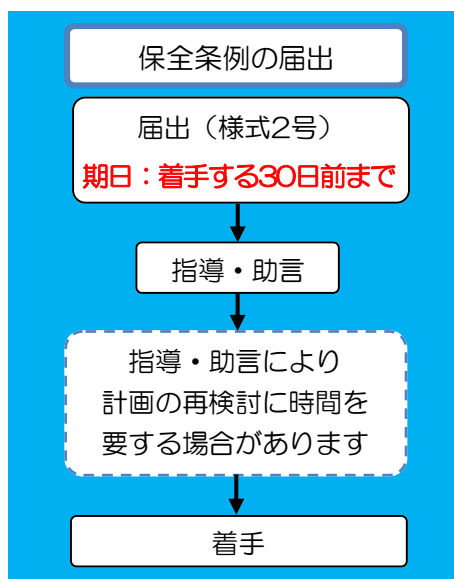 保全条例の届出
届出（様式2号）
期日：着手する30日前まで
指導・助言
指導・助言により
計画の再検討に時間を
要する場合があります
着手